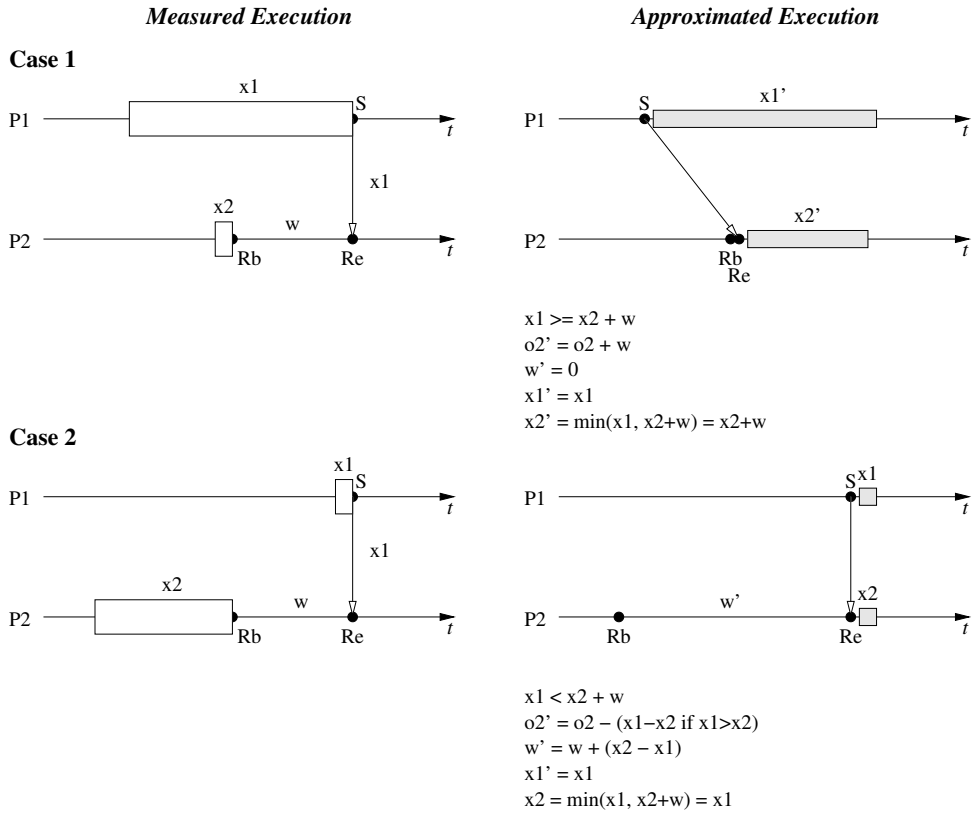 Measured Execution
Approximated Execution
Case 1
x1
S
P1
t
x1
x2
w
P2
Rb
Re
t
S
x1’
P1
t
x2’
P2
Rb
Re
t
x1 >= x2 + w
o2’ = o2 + w
w’ = 0
x1’ = x1
x2’ = min(x1, x2+w) = x2+w
Case 2
x1
S
P1
t
x1
x2
w
P2
Rb
Re
t
S
x1
P1
t
x2
w’
P2
Rb
Re
t
x1 < x2 + w
o2’ = o2 − (x1−x2 if x1>x2)
w’ = w + (x2 − x1)
x1’ = x1
x2 = min(x1, x2+w) = x1